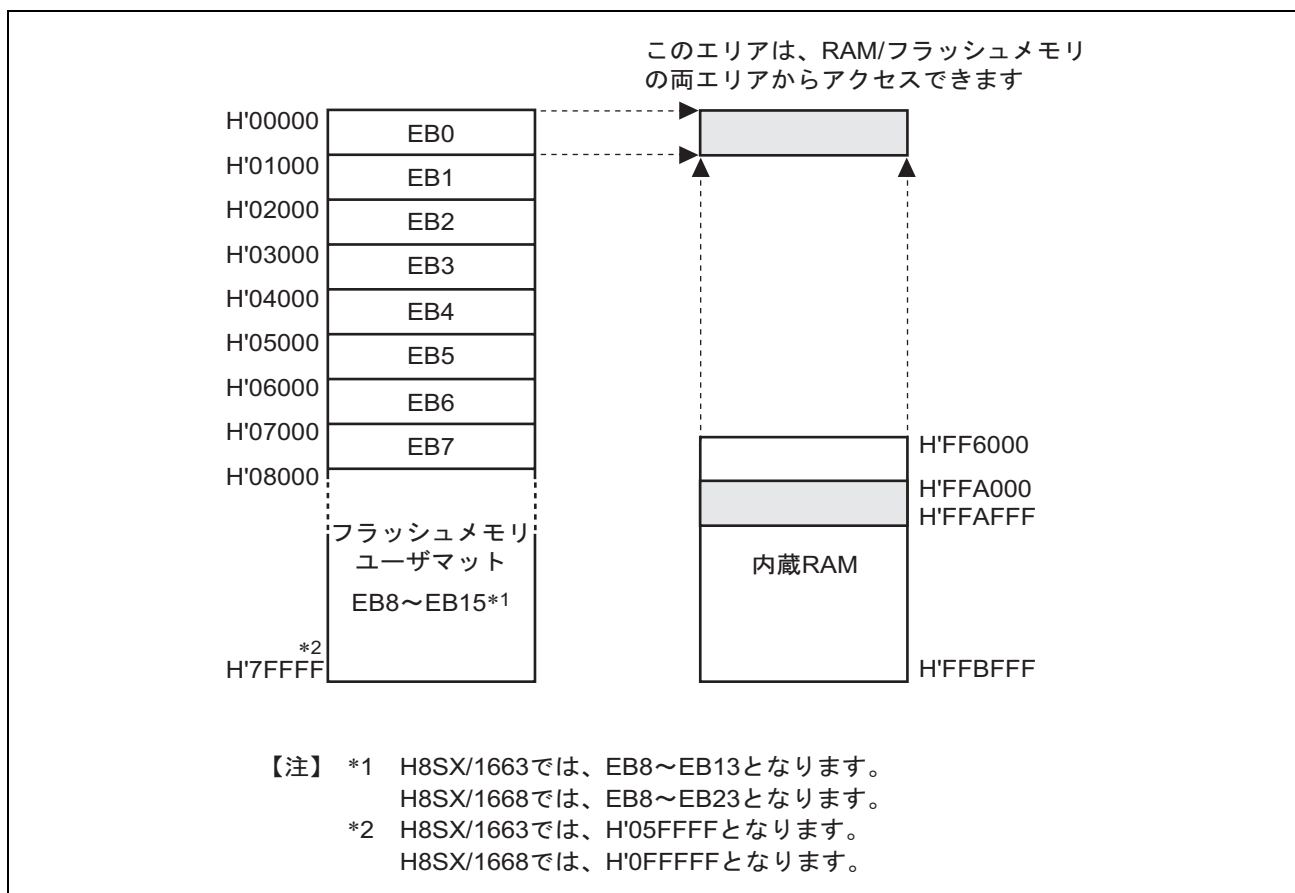 このエリアは、RAM/フラッシュメモリ
の両エリアからアクセスできます
H'00000
EB0
H'01000
EB1
H'02000
EB2
H'03000
EB3
H'04000
EB4
H'05000
EB5
H'06000
EB6
H'07000
EB7
H'08000
フラッシュメモリ
ユーザマット
EB8～EB15*1
*2
H'7FFFF
H'FF6000
H'FFA000
H'FFAFFF
内蔵RAM
H'FFBFFF
【注】 *1 H8SX/1663では、EB8～EB13となります。
H8SX/1668では、EB8～EB23となります。
*2 H8SX/1663では、H'05FFFFとなります。
H8SX/1668では、H'0FFFFFとなります。